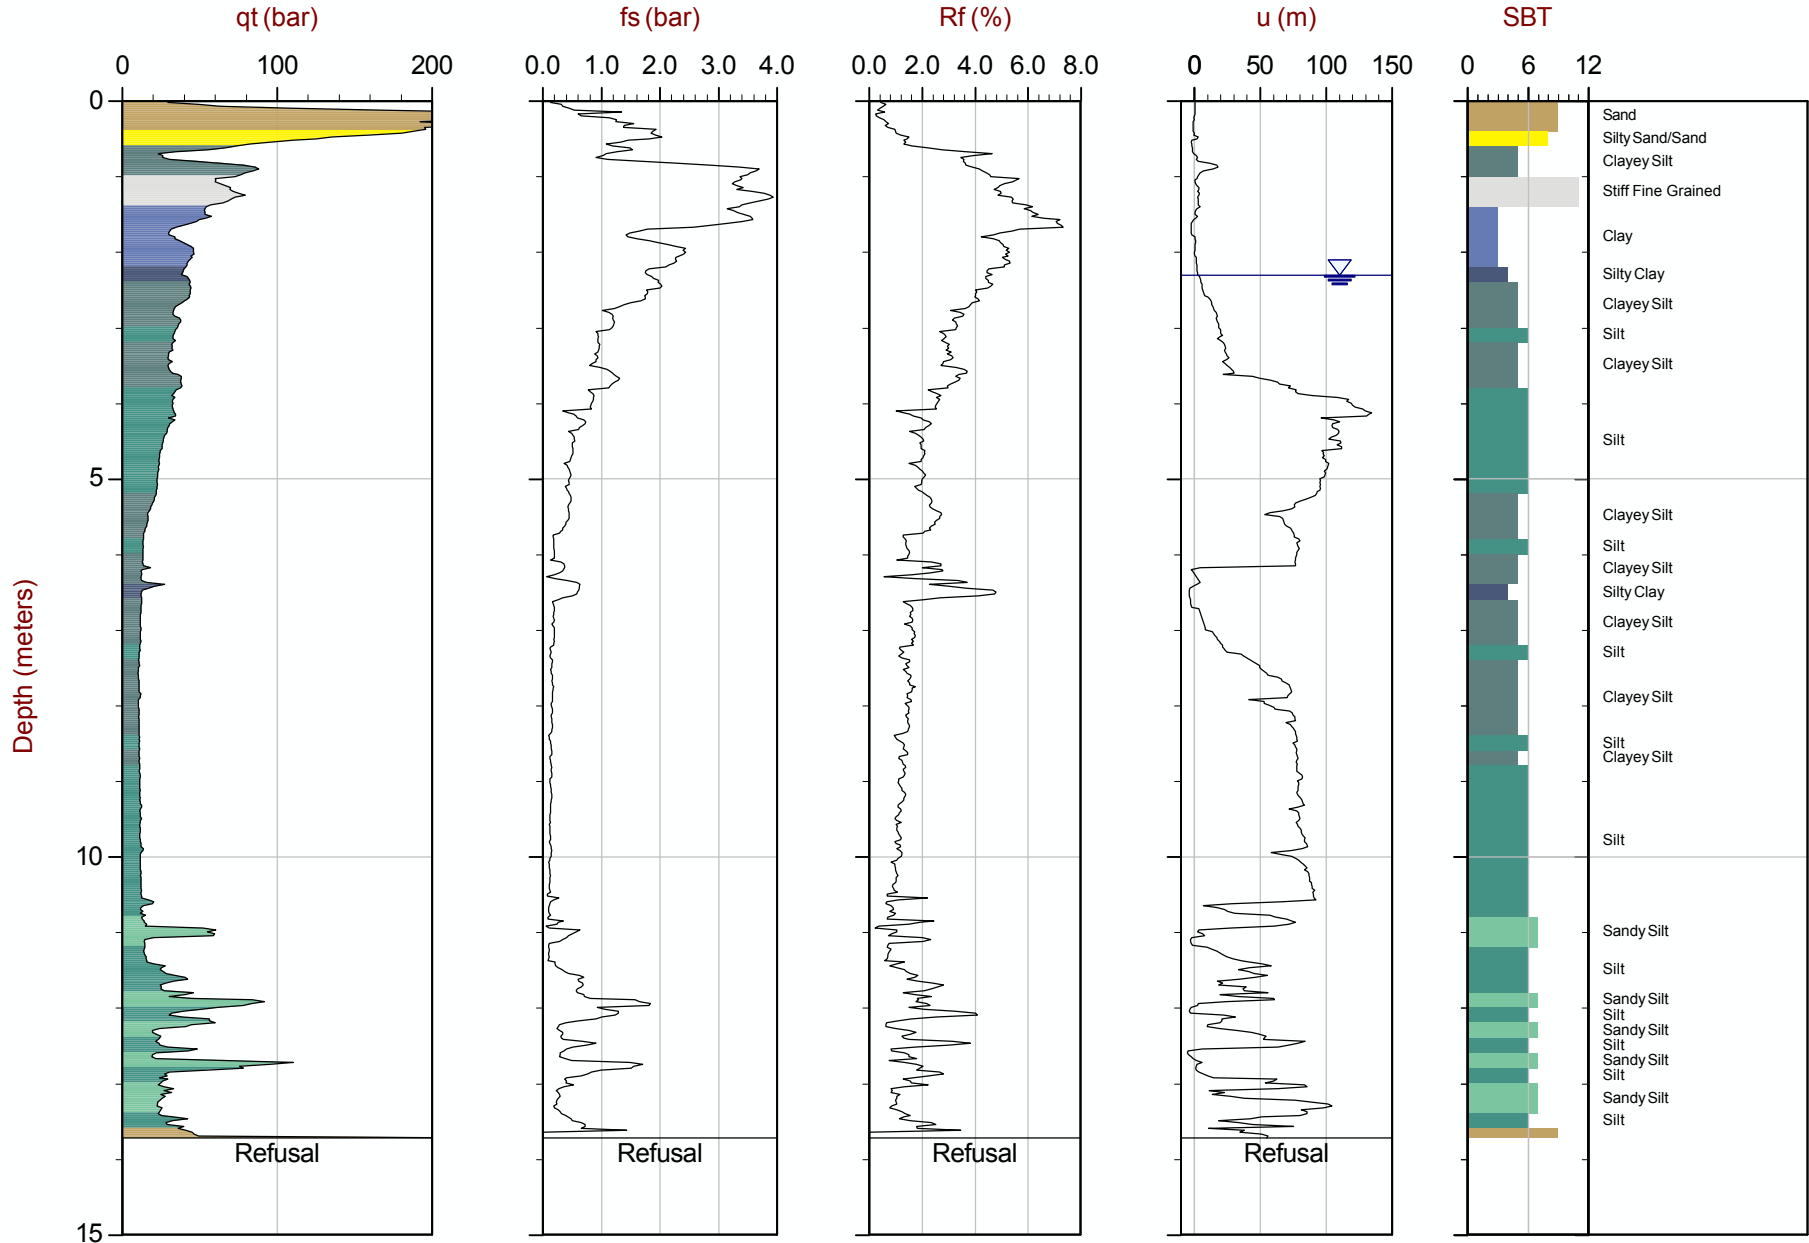 qt (bar) fs (bar) Rf (%) u (m) SBT
0 100 200 0.0 1.0 2.0 3.0 4.0 0.0 2.0 4.0 6.0 8.0 0 50 100 150 0 6 12
0
Sand
Silty Sand/Sand
Clayey Silt
Stiff Fine Grained
Clay
Silty Clay
Clayey Silt
Silt
Clayey Silt
Silt
5
Clayey Silt
Silt
Clayey Silt
Silty Clay
Clayey Silt
Silt
Depth (meters)
Clayey Silt
Silt
Clayey Silt
Silt
10
Sandy Silt
Silt
Sandy Silt
Silt
Sandy Silt
Silt
Sandy Silt
Silt
Sandy Silt
Silt
Refusal Refusal Refusal Refusal
15